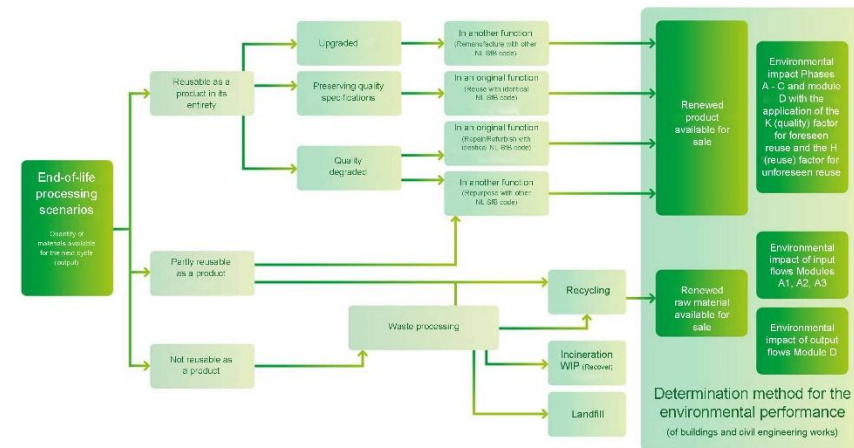 End-of-life
processing
scenarios
Quantity of
materials available
for the next cycle
(output)
Reusable as a
product in its
entirety
Partly reusable
as a product
Not reusable as
a product
Upgraded
Preserving quality
specifications
Quality
degraded
Waste processing
In another function
(Remanufacture with other
NL SfB code)
In an original function
(Reuse with identical
NL SfB code)
In an original function
(Repair/Refurbish with
identical NL SfB code)
In another function
(Repurpose with other
NL SfB code)
Recycling
Incineration
WIP (Recover;
Landfill
Renewed
product
available for
sale
Renewed
raw material
available for
sale
Environmental
impact Phases
A - C and module
D with the
application of the
K (quality) factor
for foreseen
reuse and the H
(reuse) factor for
unforeseen reuse
Environmental
impact of input
flows Modules
A1, A2, A3
Environmental
impact of output
flows Module D
Determination method for the
environmental performance
(of buildings and civil engineering works)